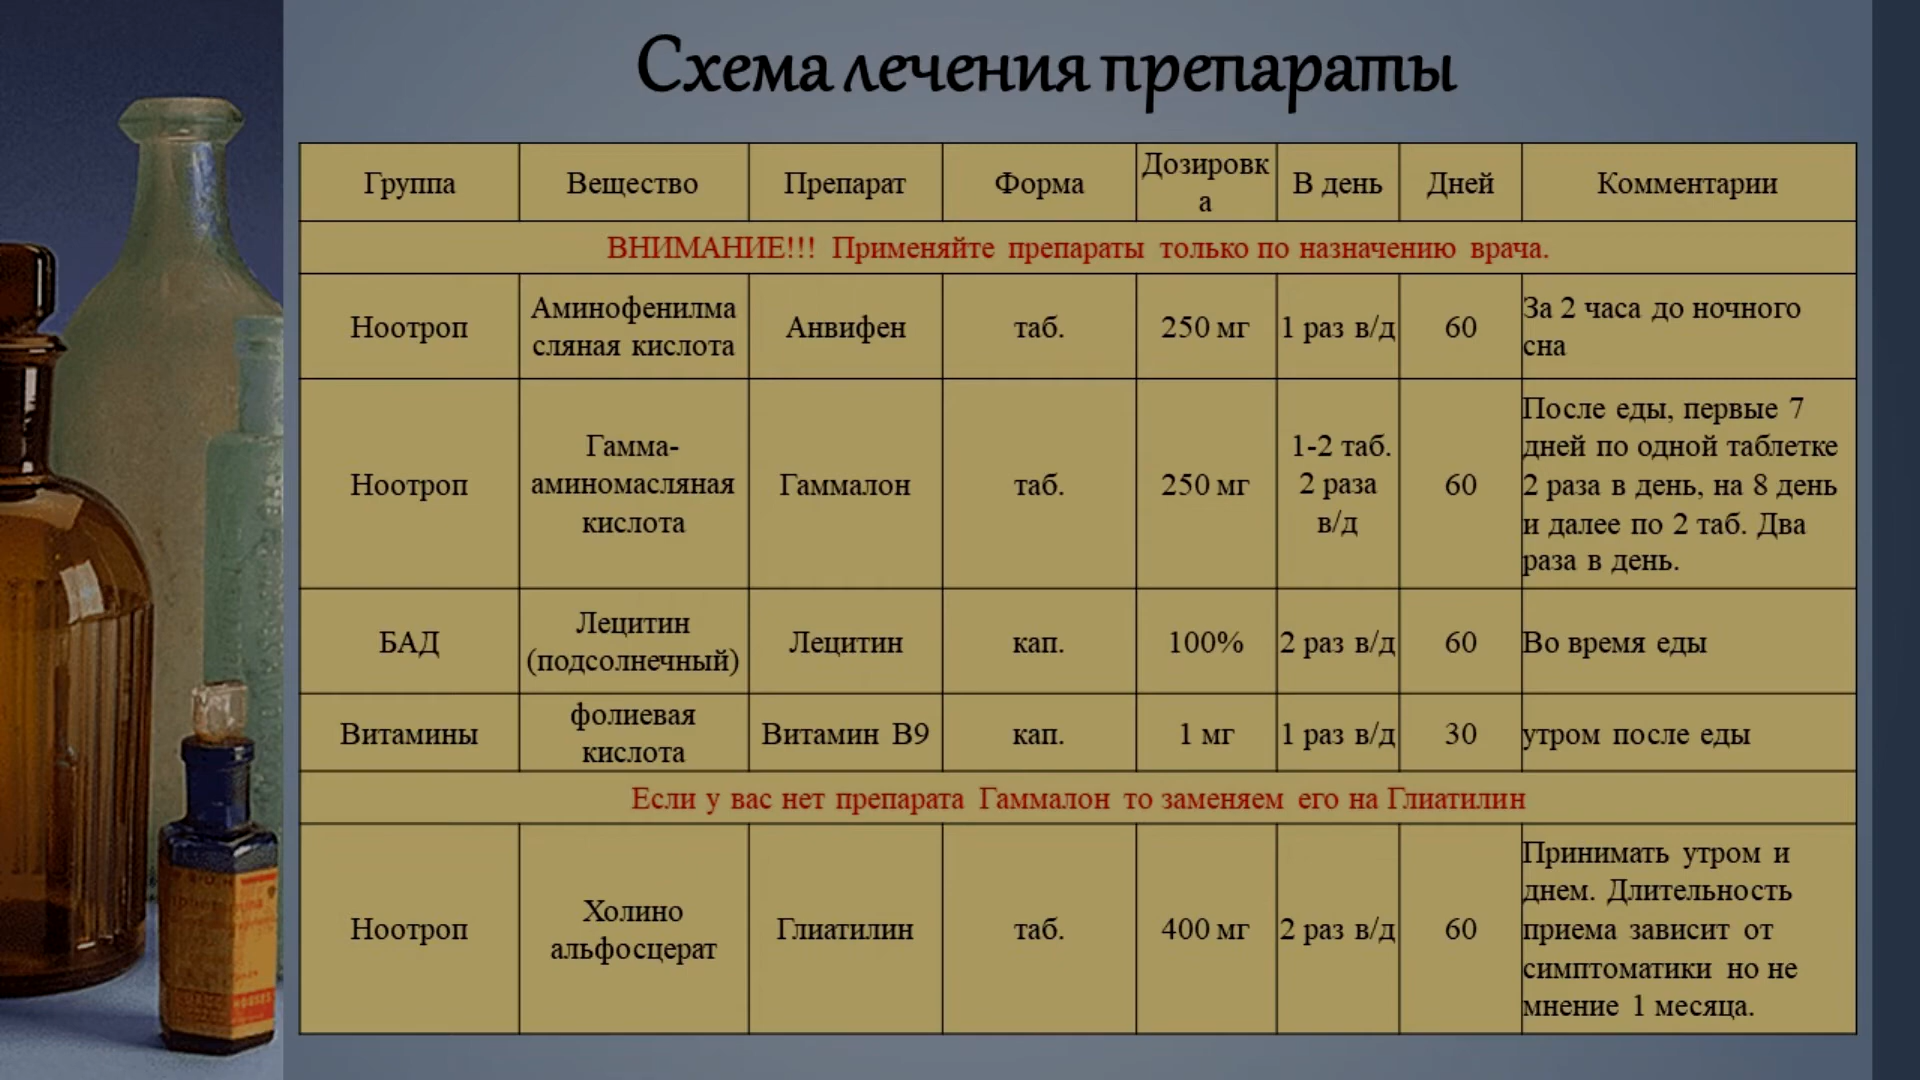 Схема лечения препараты
Группа
Вещество
Препарат
Форма
Дозировк
а
В день
Дней
Комментарии
ВНИМАНИЕ!!! Применяйте препараты только по назначению врача.
Ноотроп
Аминофенилма
сляная кислота
Анвифен
таб.
250 мг
1 раз в/д
60
За 2 часа до ночного
сна
Ноотроп
Гамма-
аминомасляная
кислота
Гаммалон
таб.
250 мг
1-2 таб.
2 раза
в/д
60
После еды, первые 7
дней по одной таблетке
2 раза в день, на 8 день
и далее по 2 таб. Два
раза в день.
БАД
Лецитин
(подсолнечный)
Лецитин
кап.
100%
2 раз в/д
60
Во время еды
Витамины
фолиевая
кислота
Витамин В9
кап.
1 мг
1 раз в/д
30
утром после еды
Если у вас нет препарата Гаммалон то заменяем его на Глиатилин
Ноотроп
Холино
альфосцерат
Глиатилин
таб.
400 мг
2 раз в/д
60
Принимать утром и
днем. Длительность
приема зависит от
симптоматики но не
мнение 1 месяца.